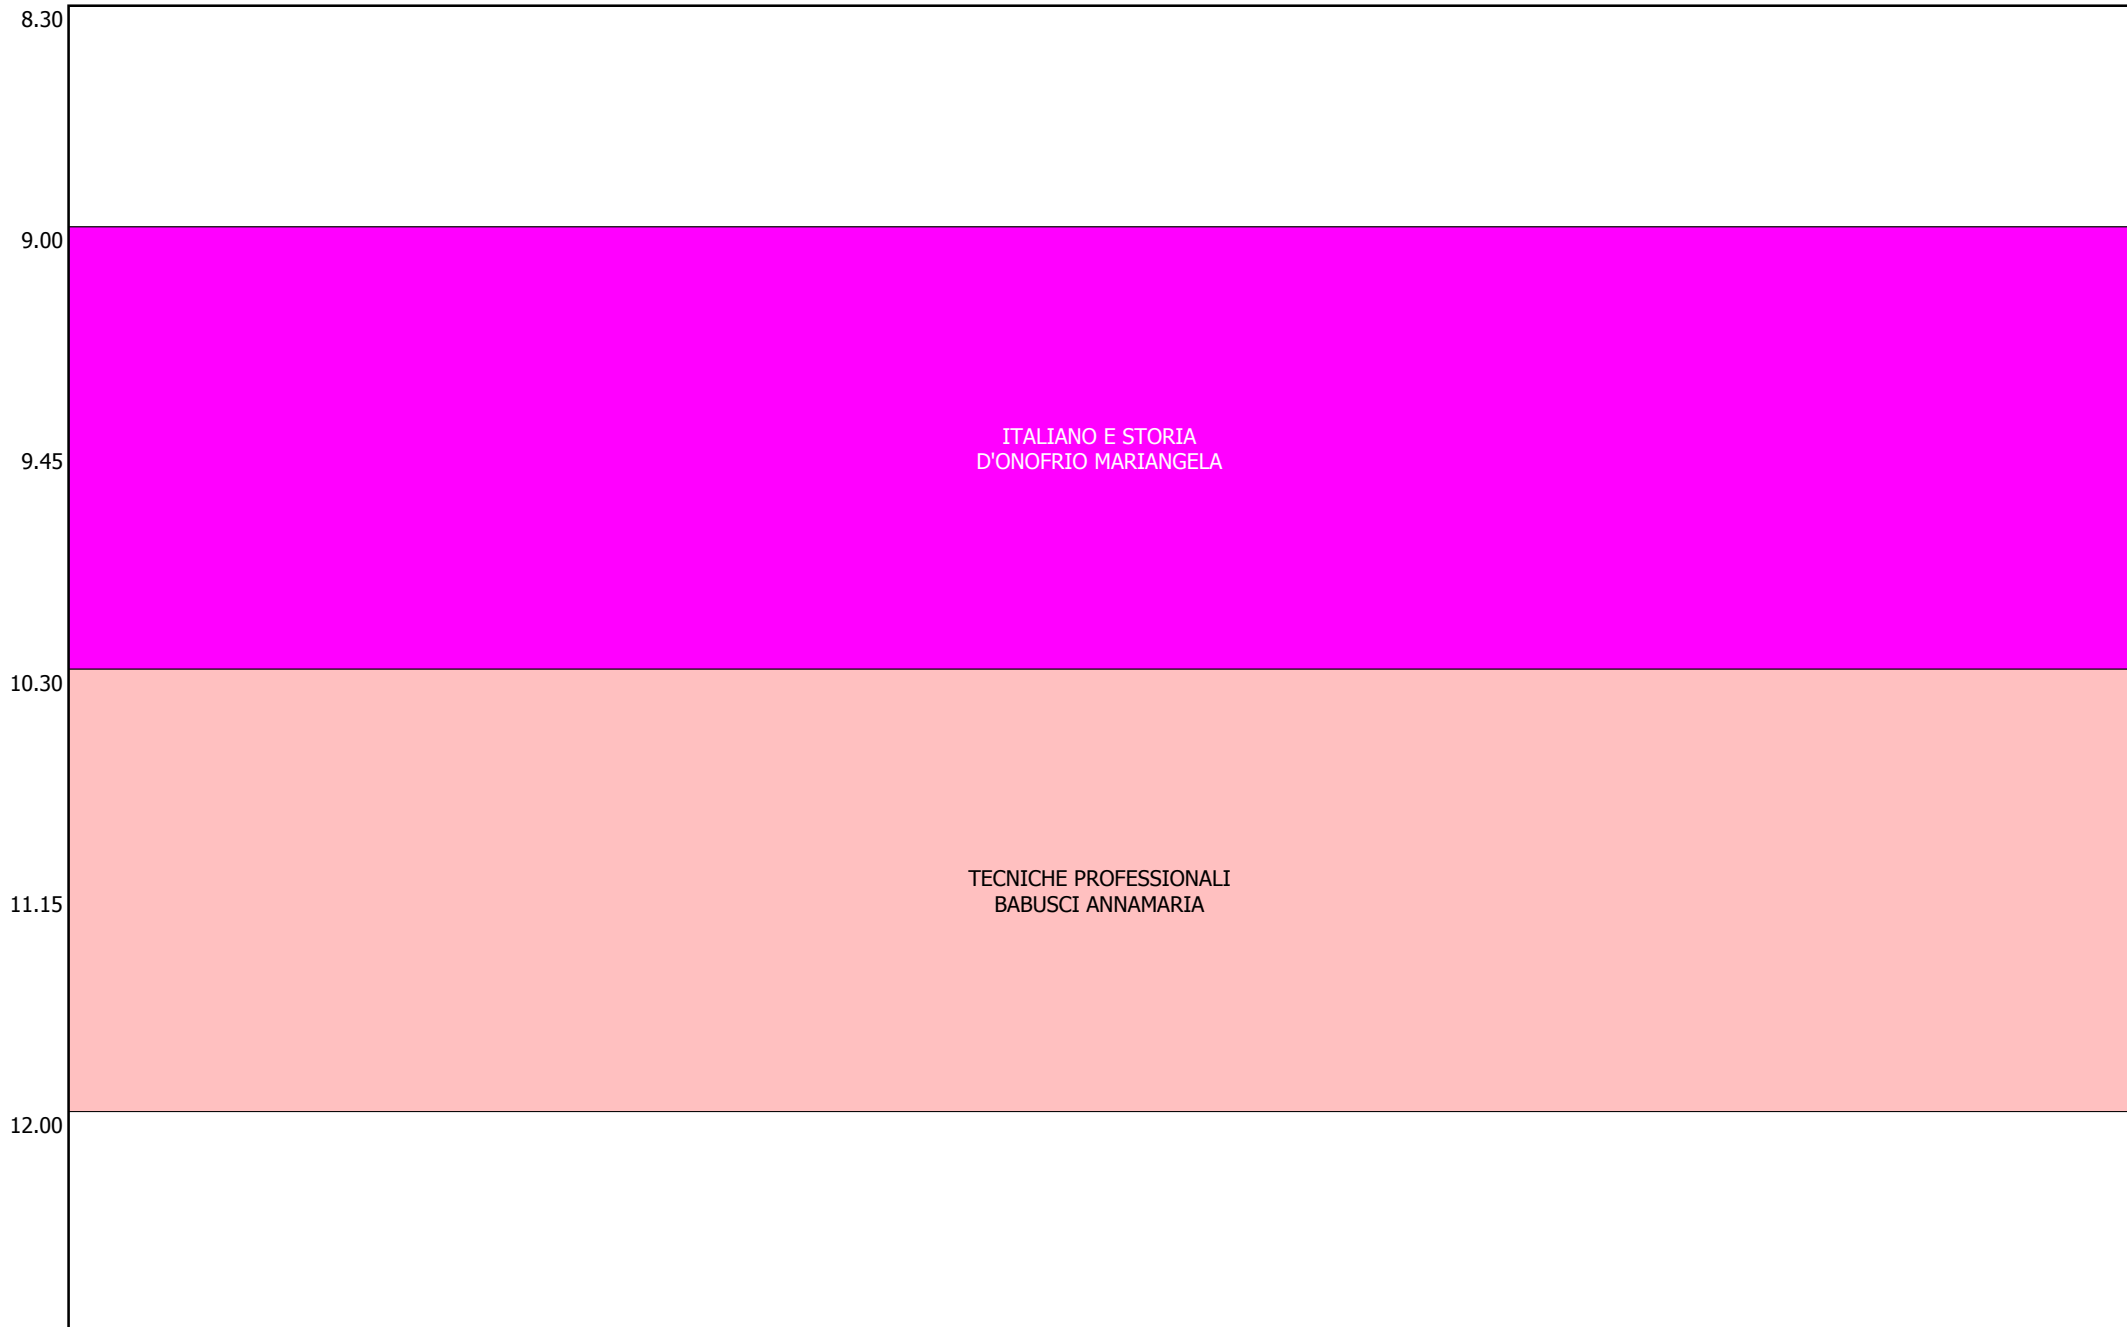 8.30
9.00
ITALIANO E STORIA
9.45
D'ONOFRIO MARIANGELA
10.30
TECNICHE PROFESSIONALI
11.15
BABUSCI ANNAMARIA
12.00